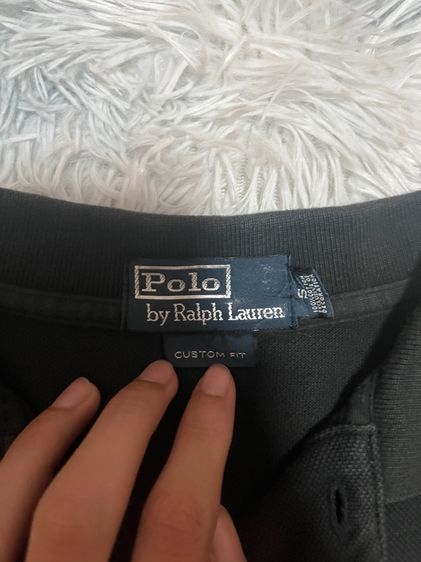 Polo
by Ralph Lauren
S
CUSTOM FIT